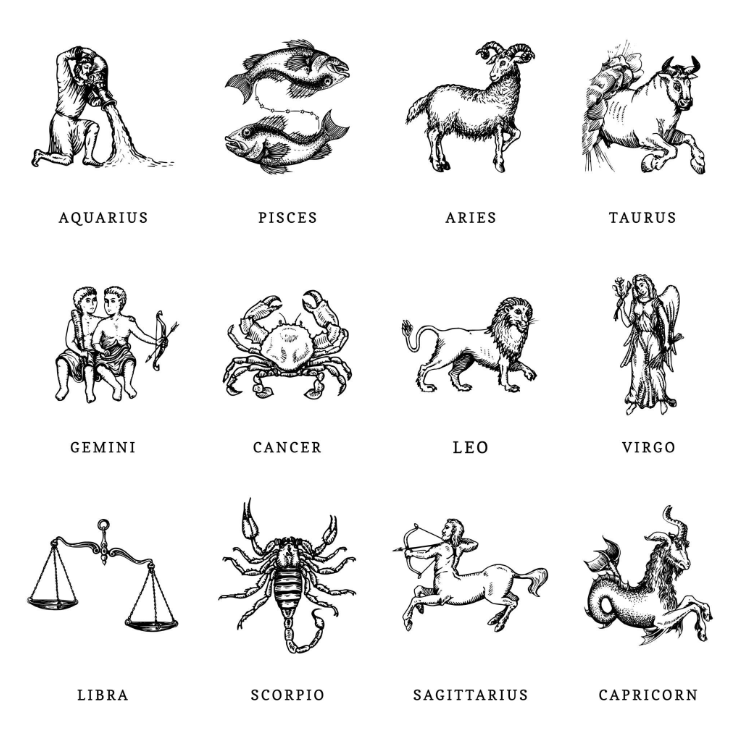 AQUARIUS
PISCES
ARIES
TAURUS
GEMINI
CANCER
LEO
VIRGO
LIBRA
SCORPIO
SAGITTARIUS
CAPRICORN